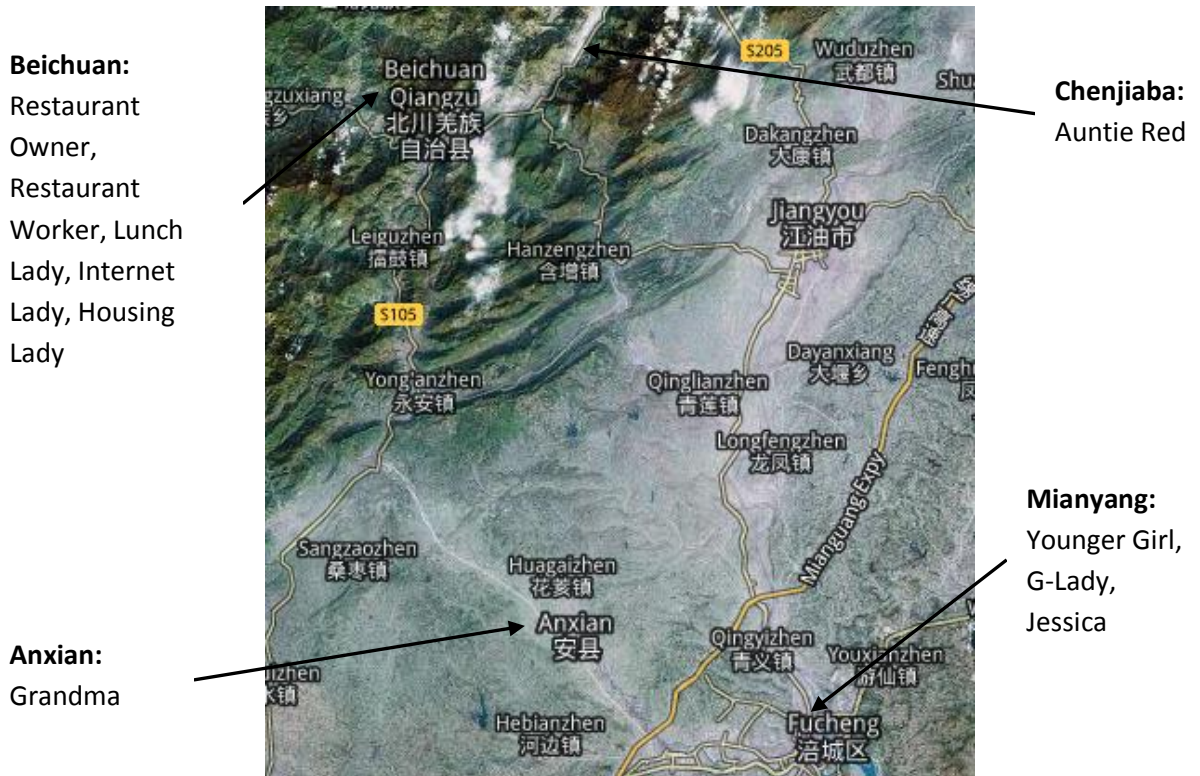 Beichuan:
Restaurant
Owner,
Restaurant
Worker, Lunch
Lady, Internet
Lady, Housing
Lady
Anxian:
Grandma
Beichuan
Qiangzu
北川羌族
自治县
S205
Wuduzhen
武都镇
Dakangzhen
大康镇
Jiangyou
江油市
Leiguzhen
擂鼓镇
Hanzengzhen
含增镇
S105
Yong'anzhen
永安镇
Dayanxiang
大堰乡
Qinglianzhen
青莲镇
Longfengzhen
龙凤镇
Mianguang Expy
Sangzaozhen
桑枣镇
Huagaizhen
花荄镇
Anxian
安县
Qingyizhen
青义镇
Youxianzhen
游仙镇
Hebianzhen
河边镇
Fucheng
涪城区
Chenjiaba:
Auntie Red
Mianyang:
Younger Girl,
G-Lady,
Jessica